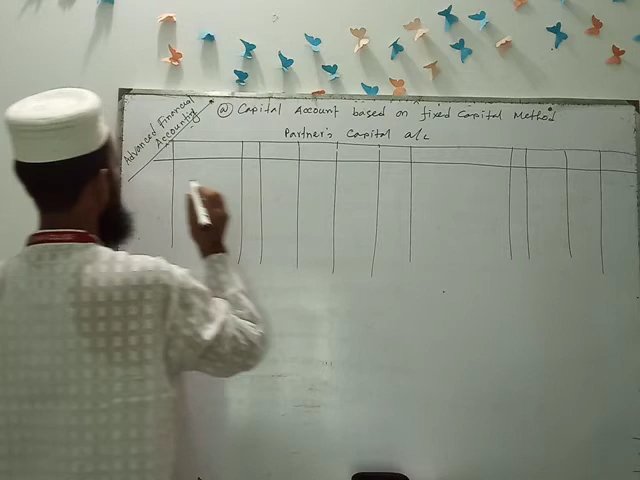 Advanced Financial
Accounting
(a) Capital Account based on fixed Capital Method
Partner's Capital a/c